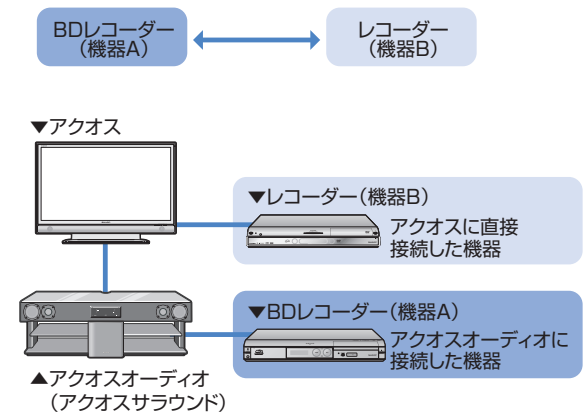 BDレコーダー
（機器A）
レコーダー
（機器B）
▼アクオス
▼レコーダー（機器B）
アクオスに直接
接続した機器
▼BDレコーダー（機器A）
アクオスオーディオに
接続した機器
▲アクオスオーディオ
（アクオスサラウンド）